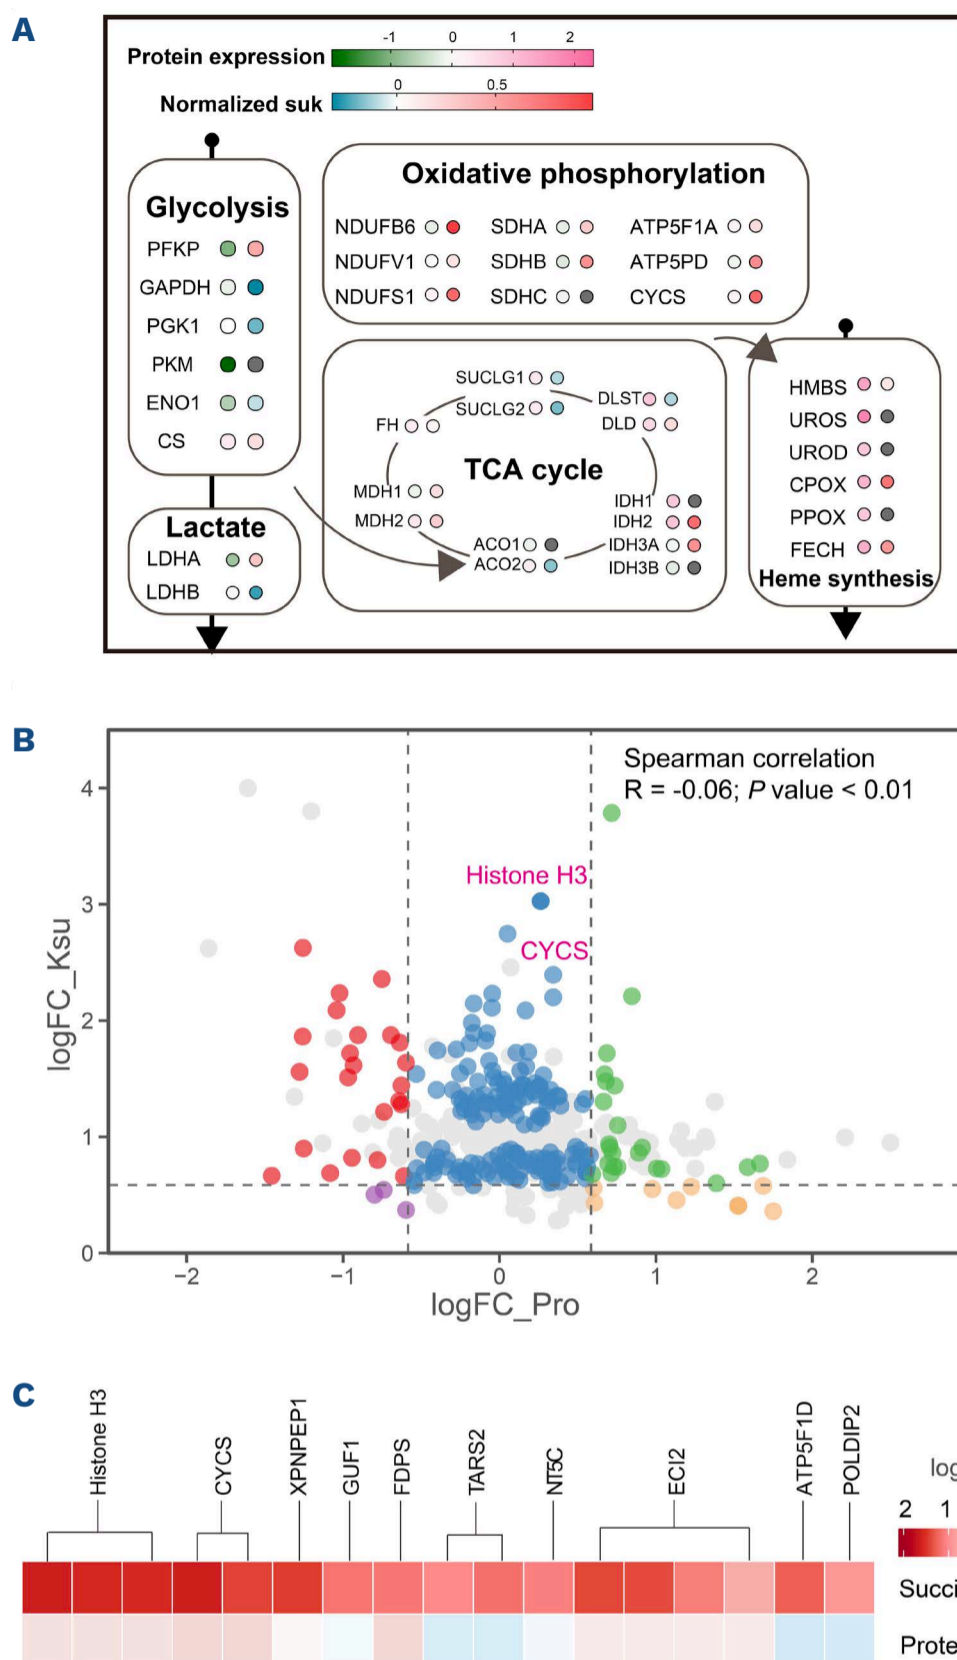 A
Protein expression
-1 0 1 2
Normalized suk
0 0.5
Glycolysis
PFKP
GAPDH
PGK1
PKM
ENO1
CS
Lactate
LDHA
LDHB
Oxidative phosphorylation
NDUFB6 SDHA ATP5F1A
NDUFV1 SDHB ATP5PD
NDUFS1 SDHC CYCS
SUCLG1
SUCLG2
DLST
DLD
FH
TCA cycle
MDH1
MDH2
IDH1
IDH2
IDH3A
IDH3B
ACO1
ACO2
HMBS
UROS
UROD
CPOX
PPOX
FECH
Heme synthesis
B
Spearman correlation
R = -0.06; P value < 0.01
Histone H3
CYCS
logFC_Ksu
4
3
2
1
0
−2 −1 0 1 2
logFC_Pro
C
Histone H3
CYCS
XPNPEP1
GUF1
FDPS
TARS2
NT5C
ECI2
ATP5F1D
POLDIP2
log
2 1
Succi
Prote